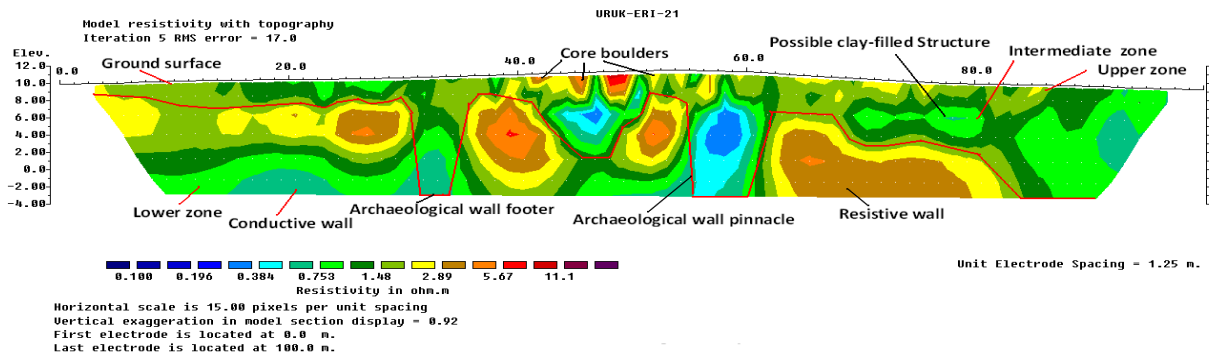 URUK-ERI-21
Model resistivity with topography
Iteration 5 RMS error = 17.0
Elev.
Ground surface
Core boulders
Possible clay-filled Structure
Intermediate zone
Upper zone
0.0 20.0 40.0 60.0 80.0
12.0
10.0
8.00
6.00
4.00
2.00
0.0
-2.00
-4.00
Lower zone
Conductive wall
Archaeological wall footer
Archaeological wall pinnacle
Resistive wall
0.100 0.196 0.384 0.753 1.48 2.89 5.67 11.1
Resistivity in ohm.m
Unit Electrode Spacing = 1.25 m.
Horizontal scale is 15.00 pixels per unit spacing
Vertical exaggeration in model section display = 0.92
First electrode is located at 0.0 m.
Last electrode is located at 100.0 m.